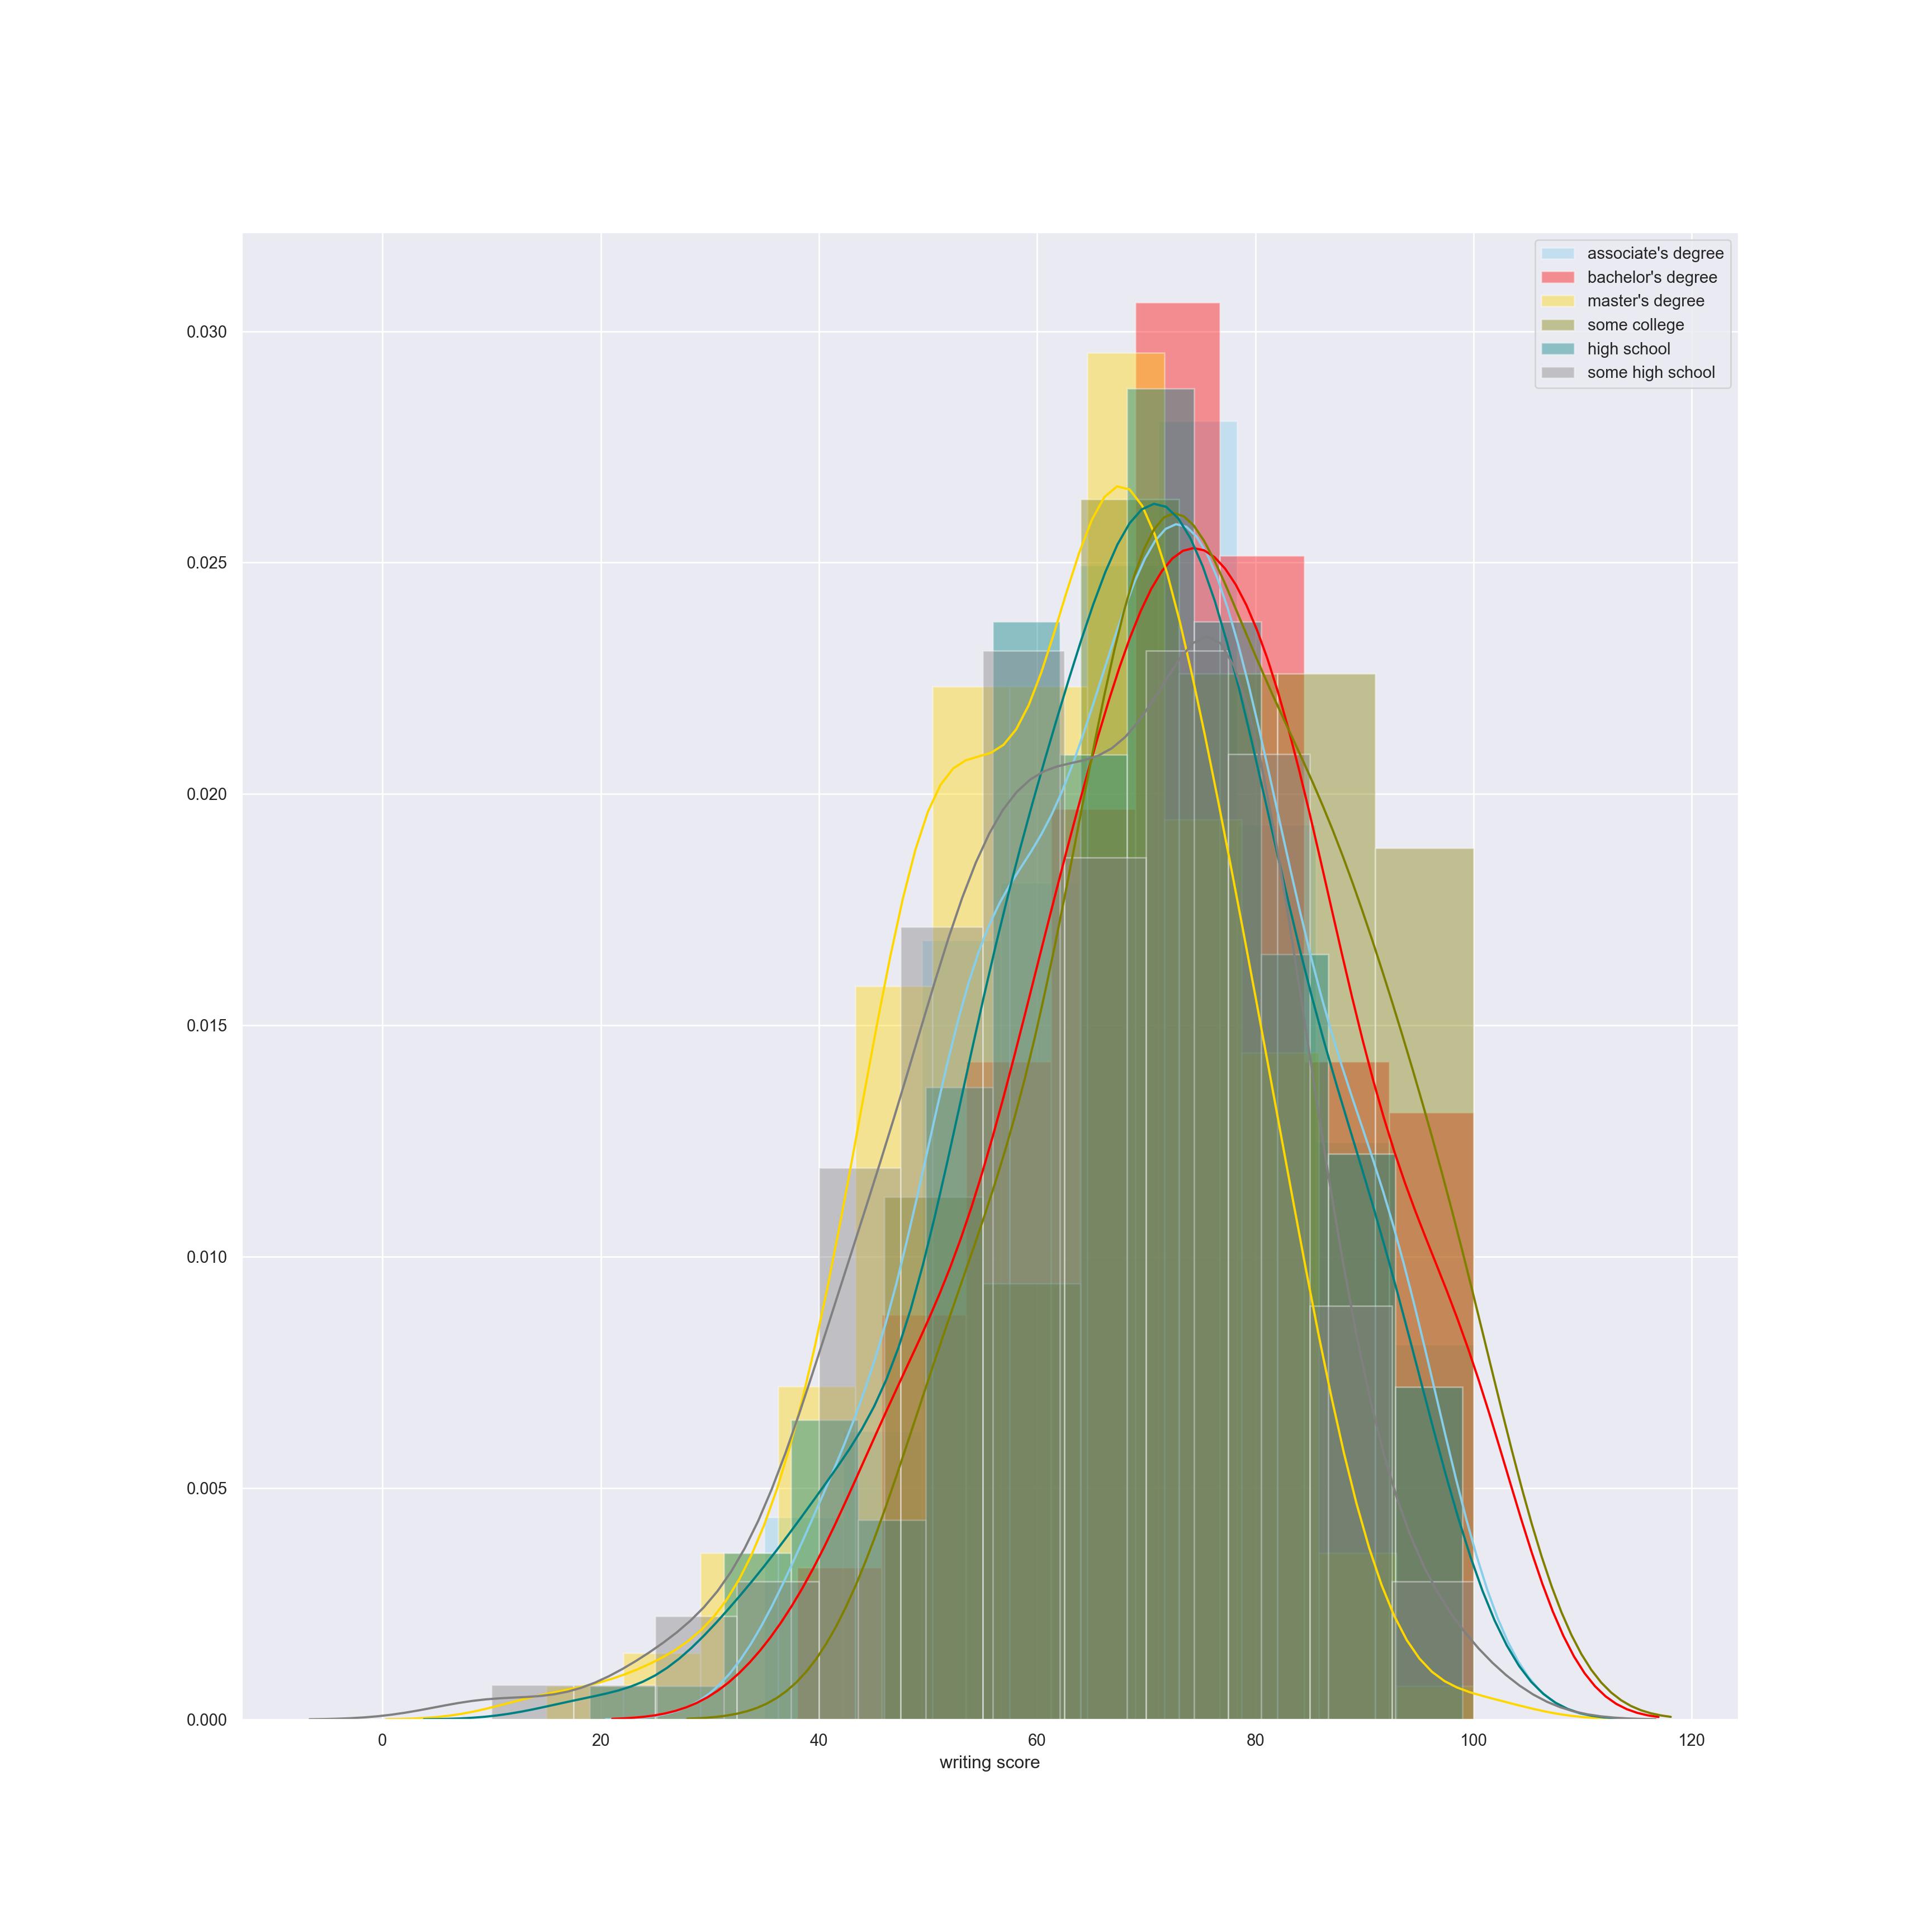 associate's degree
bachelor's degree
master's degree
some college
high school
some high school
0.030
0.025
0.020
0.015
0.010
0.005
0.000
0 20 40 60 80 100 120
writing score